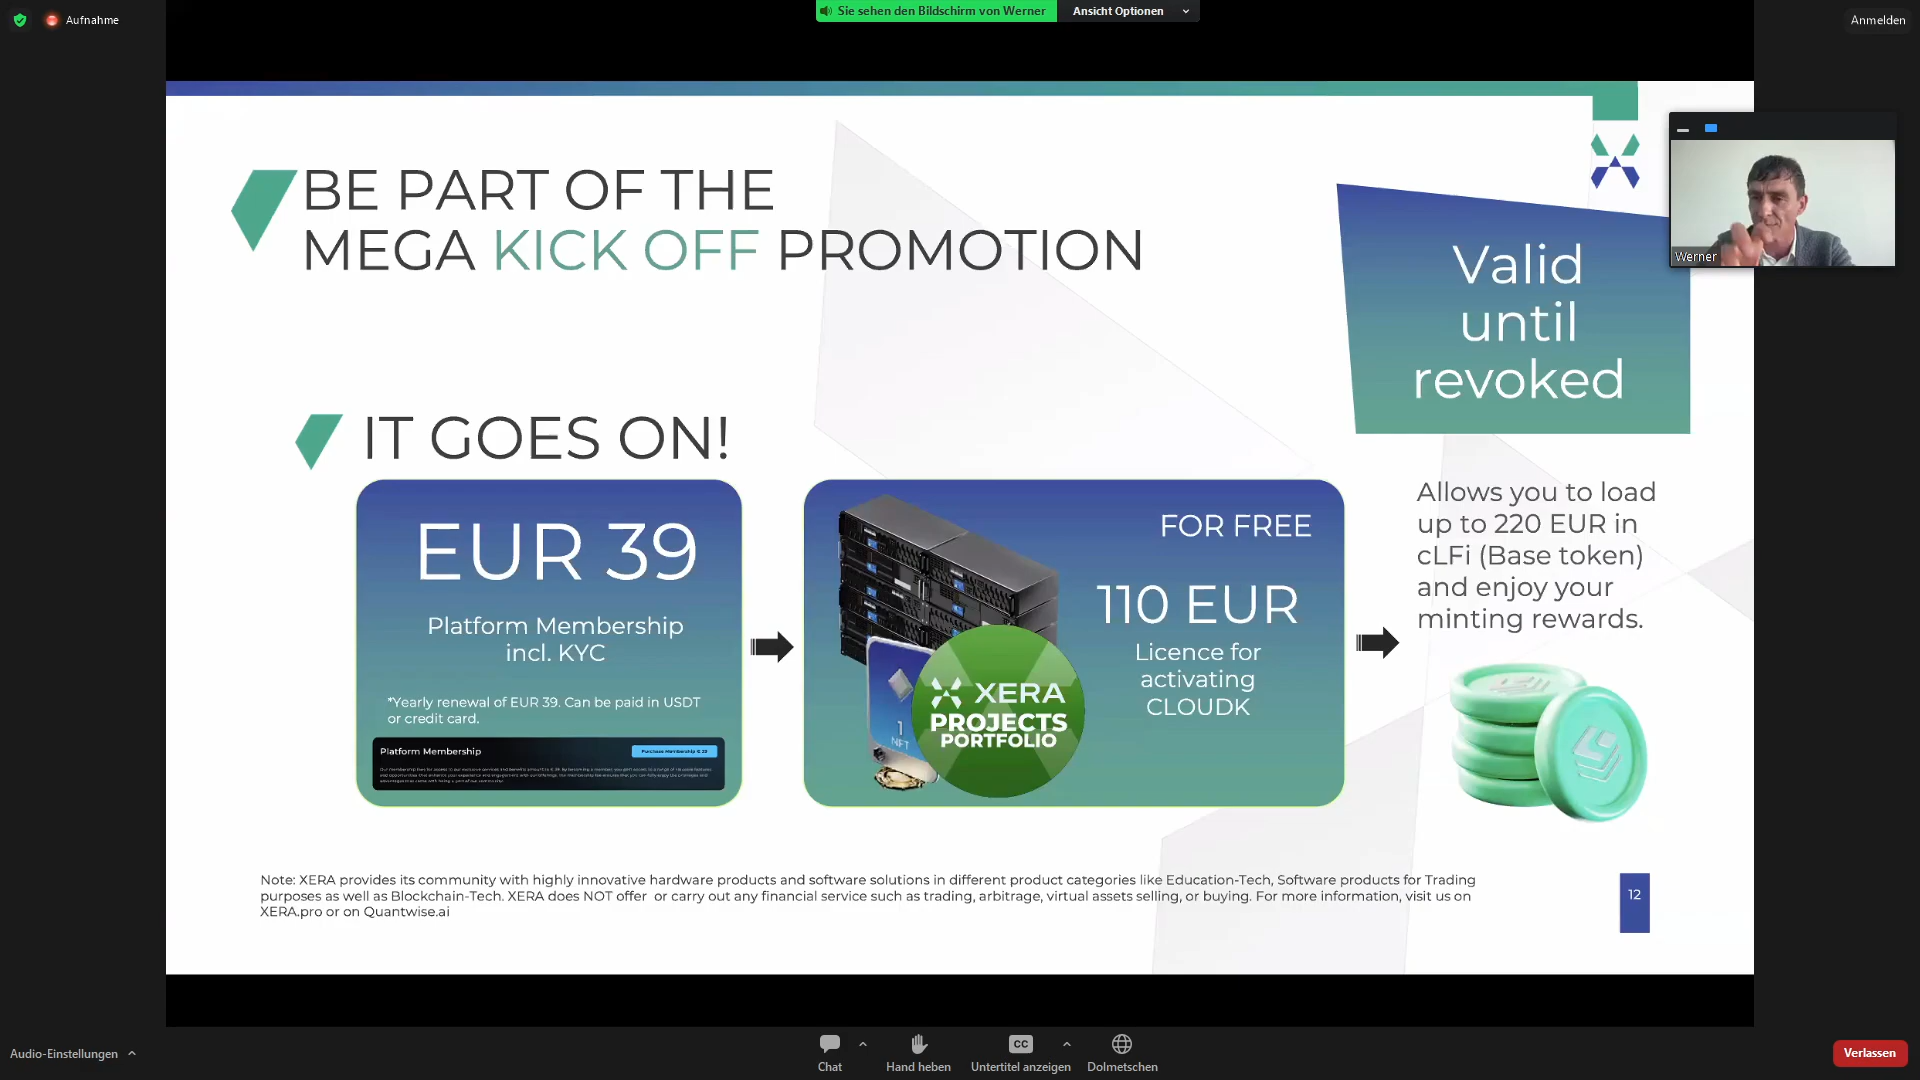 Aufnahme
Sie sehen den Bildschirm von Werner
Ansicht Optionen
Anmelden
BE PART OF THE
MEGA KICK OFF PROMOTION
Valid
until
revoked
Werner
IT GOES ON!
EUR 39
Platform Membership
incl. KYC
*Yearly renewal of EUR 39. Can be paid in USDT
or credit card.
Platform Membership
Purchase Membership € 39
FOR FREE
110 EUR
Licence for
activating
CLOUDK
1
NFT
XERA
PROJECTS
PORTFOLIO
Allows you to load
up to 220 EUR in
cLFi (Base token)
and enjoy your
minting rewards.
Note: XERA provides its community with highly innovative hardware products and software solutions in different product categories like Education-Tech, Software products for Trading
purposes as well as Blockchain-Tech. XERA does NOT offer or carry out any financial service such as trading, arbitrage, virtual assets selling, or buying. For more information, visit us on
XERA.pro or on Quantwise.ai
12
Audio-Einstellungen
Chat
Hand heben
CC
Untertitel anzeigen
Dolmetschen
Verlassen